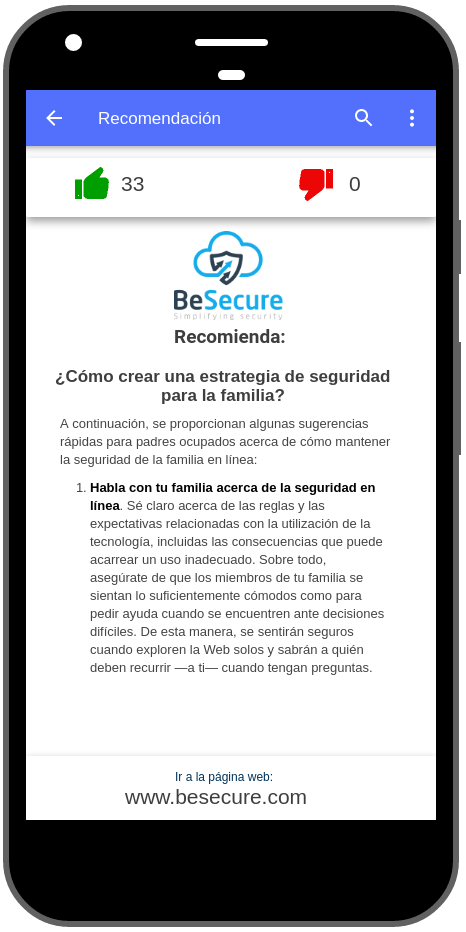 Recomendación
33 0
BeSecure
Simplifying security
Recomienda:
¿Cómo crear una estrategia de seguridad
para la familia?
A continuación, se proporcionan algunas sugerencias
rápidas para padres ocupados acerca de cómo mantener
la seguridad de la familia en línea:
1. Habla con tu familia acerca de la seguridad en
línea. Sé claro acerca de las reglas y las
expectativas relacionadas con la utilización de la
tecnología, incluidas las consecuencias que puede
acarrear un uso inadecuado. Sobre todo,
asegúrate de que los miembros de tu familia se
sientan lo suficientemente cómodos como para
pedir ayuda cuando se encuentren ante decisiones
difíciles. De esta manera, se sentirán seguros
cuando exploren la Web solos y sabrán a quién
deben recurrir —a ti— cuando tengan preguntas.
Ir a la página web:
www.besecure.com